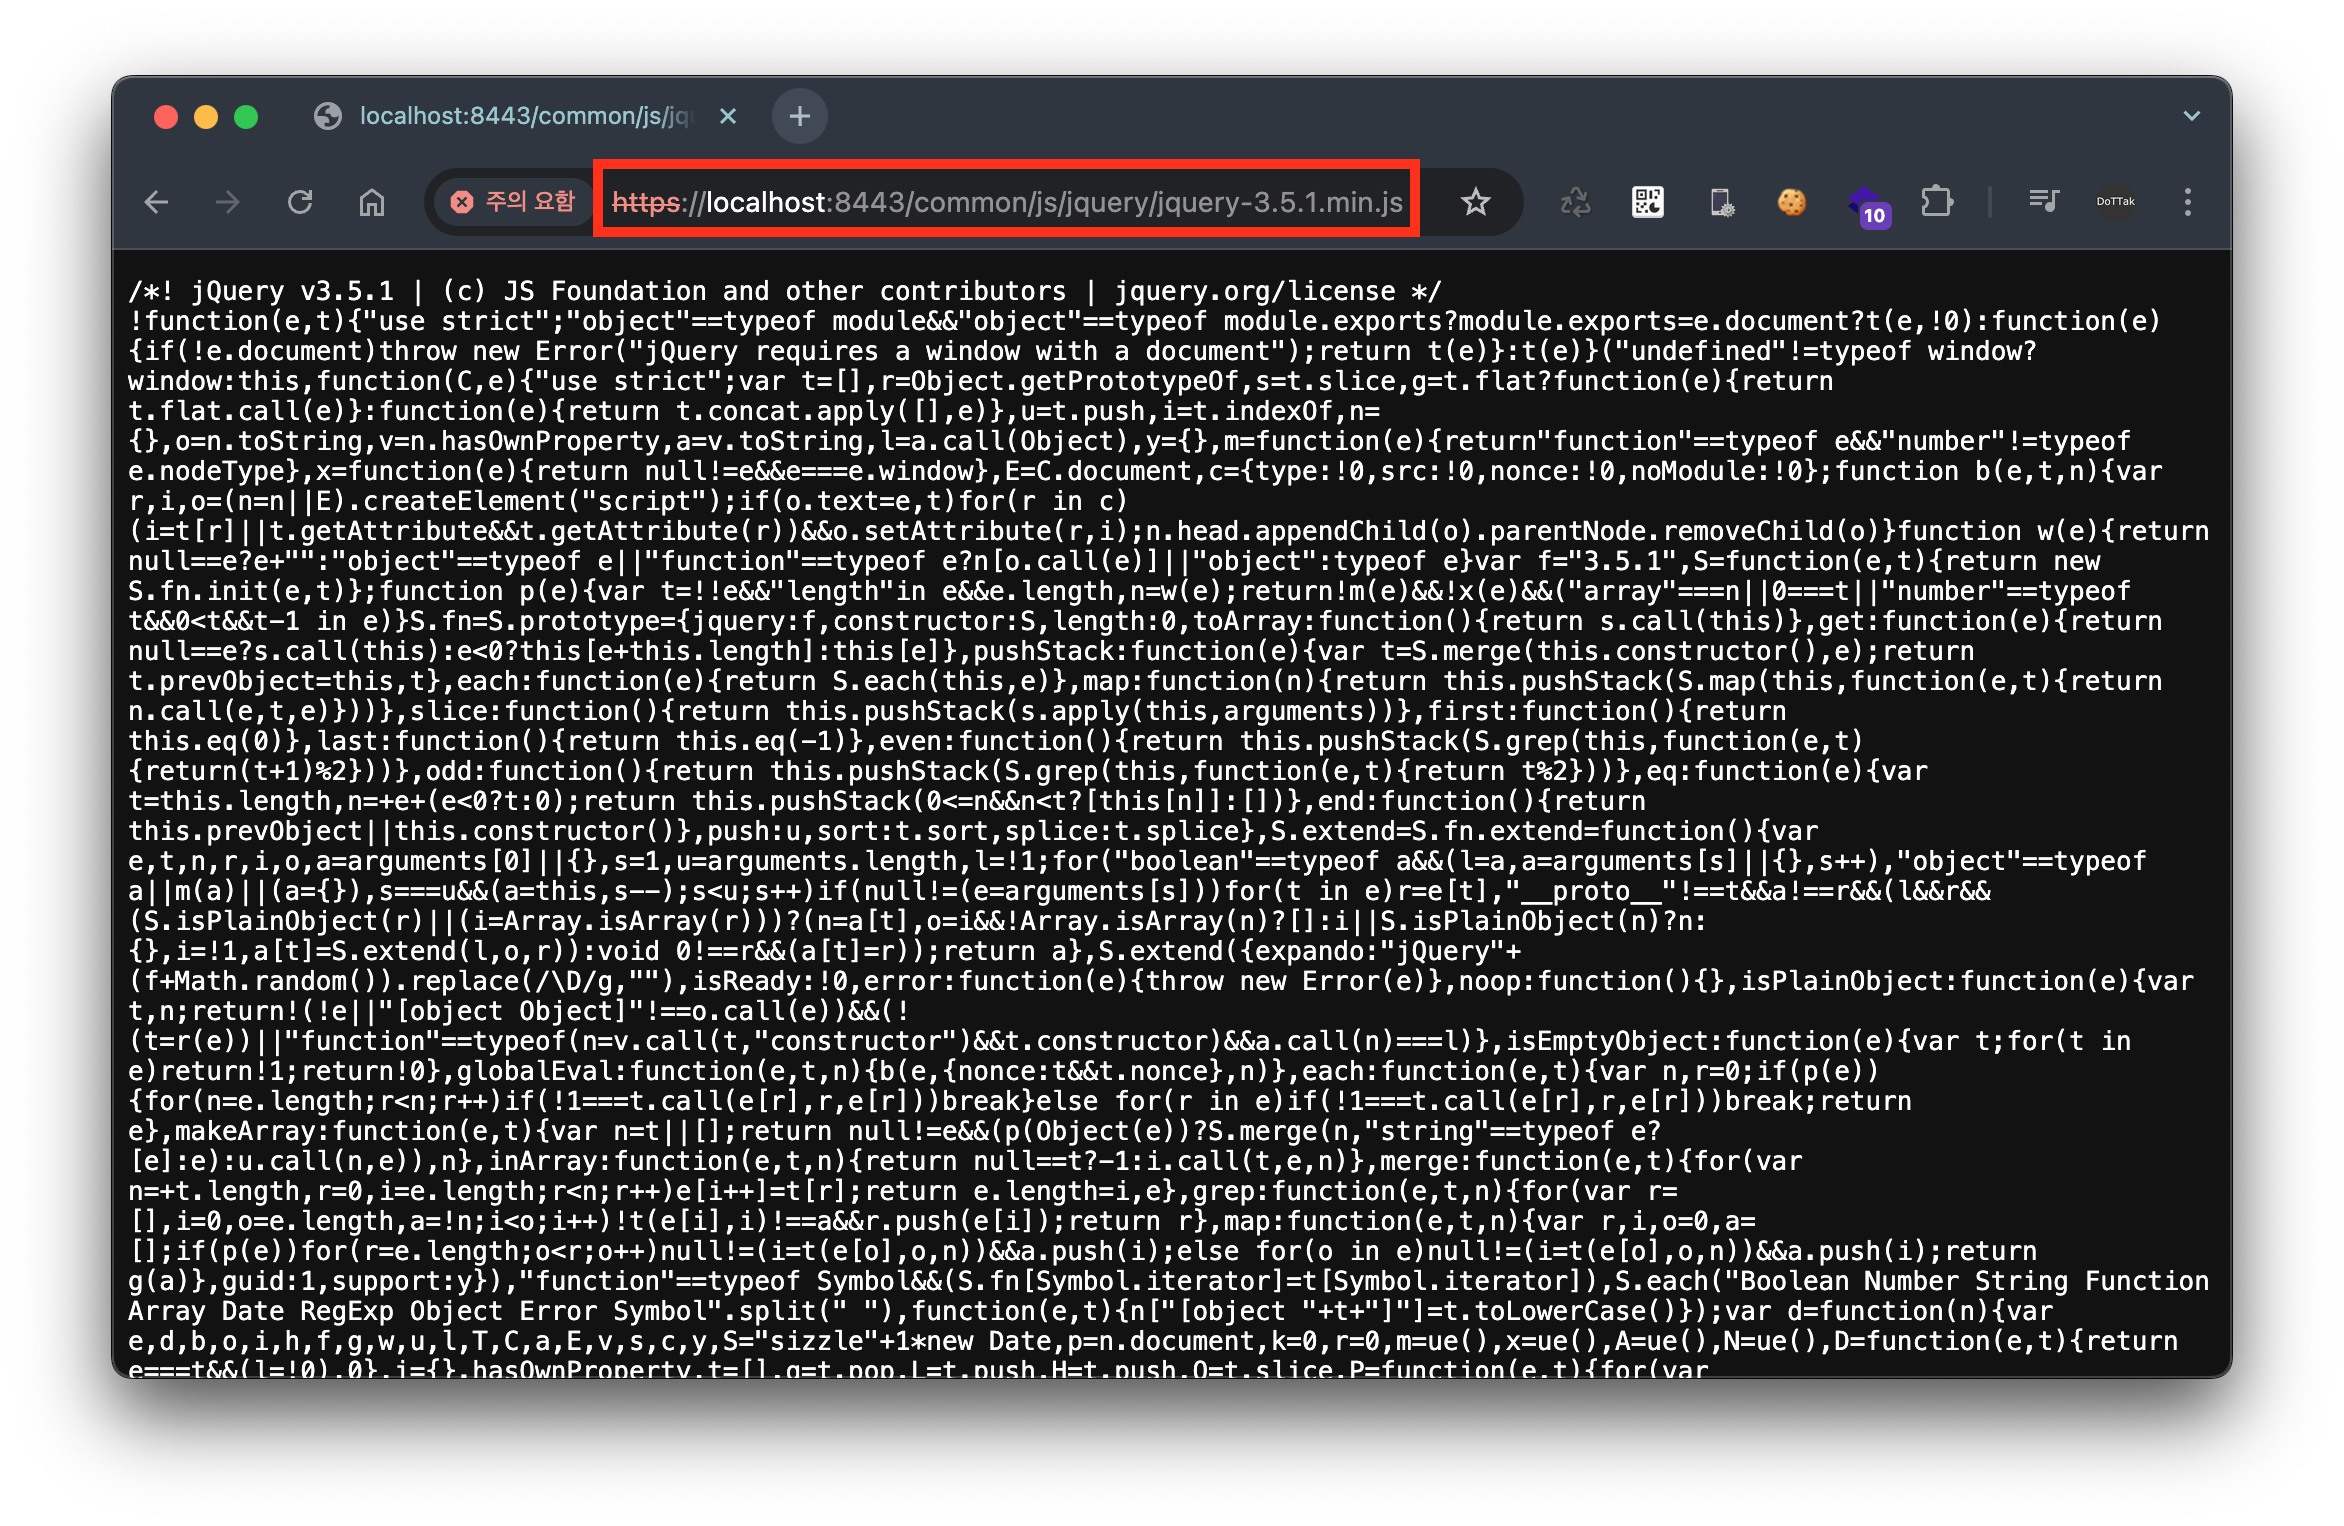 localhost:8443/common/js/jq
주의 요함
https://localhost:8443/common/js/jquery/jquery-3.5.1.min.js
10
DoTTak
/*! jQuery v3.5.1 | (c) JS Foundation and other contributors | jquery.org/license */
!function(e,t){"use strict";"object"==typeof module&&"object"==typeof module.exports?module.exports=e.document?t(e,!0):function(e)
{if(!e.document)throw new Error("jQuery requires a window with a document");return t(e)}:t(e)}("undefined"!=typeof window?
window:this,function(C,e){"use strict";var t=[],r=Object.getPrototypeOf,s=t.slice,g=t.flat?function(e){return
t.flat.call(e)}:function(e){return t.concat.apply([],e)},u=t.push,i=t.indexOf,n=
{},o=n.toString,v=n.hasOwnProperty,a=v.toString,l=a.call(Object),y={},m=function(e){return"function"==typeof e&&"number"!=typeof
e.nodeType},x=function(e){return null!=e&&e===e.window},E=C.document,c={type:!0,src:!0,nonce:!0,noModule:!0};function b(e,t,n){var
r,i,o=(n=n||E).createElement("script");if(o.text=e,t)for(r in c)
(i=t[r]||t.getAttribute&&t.getAttribute(r))&&o.setAttribute(r,i);n.head.appendChild(o).parentNode.removeChild(o)}function w(e){return
null==e?e+"":"object"==typeof e||"function"==typeof e?n[o.call(e)]||"object":typeof e}var f="3.5.1",S=function(e,t){return new
S.fn.init(e,t)};function p(e){var t=!!e&&"length"in e&&e.length,n=w(e);return!m(e)&&!x(e)&&("array"===n||0===t||"number"==typeof
t&&0<t&&t-1 in e)}S.fn=S.prototype={jquery:f,constructor:S,length:0,toArray:function(){return s.call(this)},get:function(e){return
null==e?s.call(this):e<0?this[e+this.length]:this[e]},pushStack:function(e){var t=S.merge(this.constructor(),e);return
t.prevObject=this,t},each:function(e){return S.each(this,e)},map:function(n){return this.pushStack(S.map(this,function(e,t){return
n.call(e,t,e)}))},slice:function(){return this.pushStack(s.apply(this,arguments))},first:function(){return
this.eq(0)},last:function(){return this.eq(-1)},even:function(){return this.pushStack(S.grep(this,function(e,t)
{return(t+1)%2}))},odd:function(){return this.pushStack(S.grep(this,function(e,t){return t%2}))},eq:function(e){var
t=this.length,n=+e+(e<0?t:0);return this.pushStack(0<=n&&n<t?[this[n]]:[])},end:function(){return
this.prevObject||this.constructor()},push:u,sort:t.sort,splice:t.splice},S.extend=S.fn.extend=function(){var
e,t,n,r,i,o,a=arguments[0]||{},s=1,u=arguments.length,l=!1;for("boolean"==typeof a&&(l=a,a=arguments[s]||{},s++),"object"==typeof
a||m(a)||(a={}),s===u&&(a=this,s--);s<u;s++)if(null!=(e=arguments[s]))for(t in e)r=e[t],"__proto__"!==t&&a!==r&&(l&&r&&
(S.isPlainObject(r)||(i=Array.isArray(r)))?(n=a[t],o=i&&!Array.isArray(n)?[]:i||S.isPlainObject(n)?n:
{},i=!1,a[t]=S.extend(l,o,r)):void 0!==r&&(a[t]=r));return a},S.extend({expando:"jQuery"+
(f+Math.random()).replace(/\D/g,""),isReady:!0,error:function(e){throw new Error(e)},noop:function(){},isPlainObject:function(e){var
t,n;return!(!e||"[object Object]"!==o.call(e))&&(!
(t=r(e))||"function"==typeof(n=v.call(t,"constructor")&&t.constructor)&&a.call(n)===l)},isEmptyObject:function(e){var t;for(t in
e)return!1;return!0},globalEval:function(e,t,n){b(e,{nonce:t&&t.nonce},n)},each:function(e,t){var n,r=0;if(p(e))
{for(n=e.length;r<n;r++)if(!1===t.call(e[r],r,e[r]))break}else for(r in e)if(!1===t.call(e[r],r,e[r]))break;return
e},makeArray:function(e,t){var n=t||[];return null!=e&&(p(Object(e))?S.merge(n,"string"==typeof e?
[e]:e):u.call(n,e)),n},inArray:function(e,t,n){return null==t?-1:i.call(t,e,n)},merge:function(e,t){for(var
n=+t.length,r=0,i=e.length;r<n;r++)e[i++]=t[r];return e.length=i,e},grep:function(e,t,n){for(var r=
[],i=0,o=e.length,a=!n;i<o;i++)!t(e[i],i)!==a&&r.push(e[i]);return r},map:function(e,t,n){var r,i,o=0,a=
[];if(p(e))for(r=e.length;o<r;o++)null!=(i=t(e[o],o,n))&&a.push(i);else for(o in e)null!=(i=t(e[o],o,n))&&a.push(i);return
g(a)},guid:1,support:y}),"function"==typeof Symbol&&(S.fn[Symbol.iterator]=t[Symbol.iterator]),S.each("Boolean Number String Function
Array Date RegExp Object Error Symbol".split(" "),function(e,t){n["[object "+t+"]"]=t.toLowerCase()});var d=function(n){var
e,d,b,o,i,h,f,g,w,u,l,T,C,a,E,v,s,c,y,S="sizzle"+1*new Date,p=n.document,k=0,r=0,m=ue(),x=ue(),A=ue(),N=ue(),D=function(e,t){return
e===t&&(l=!0),0},j={}.hasOwnProperty,t=[],q=t.pop,L=t.push,H=t.push,O=t.slice,P=function(e,t){for(var